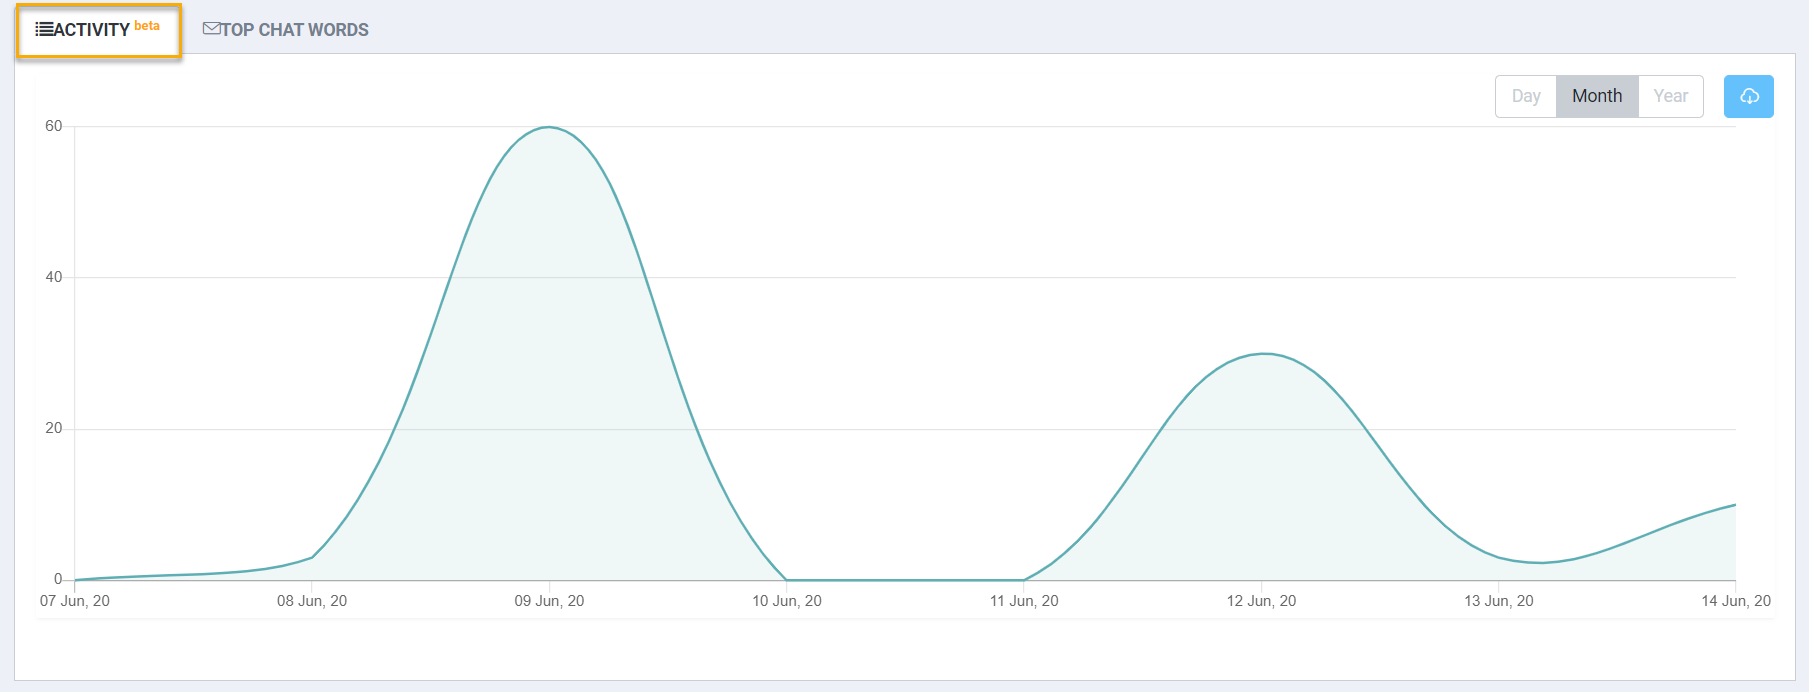 ACTIVITY beta TOP CHAT WORDS
Day Month Year
60
40
20
0
07 Jun, 20 08 Jun, 20 09 Jun, 20 10 Jun, 20 11 Jun, 20 12 Jun, 20 13 Jun, 20 14 Jun, 20